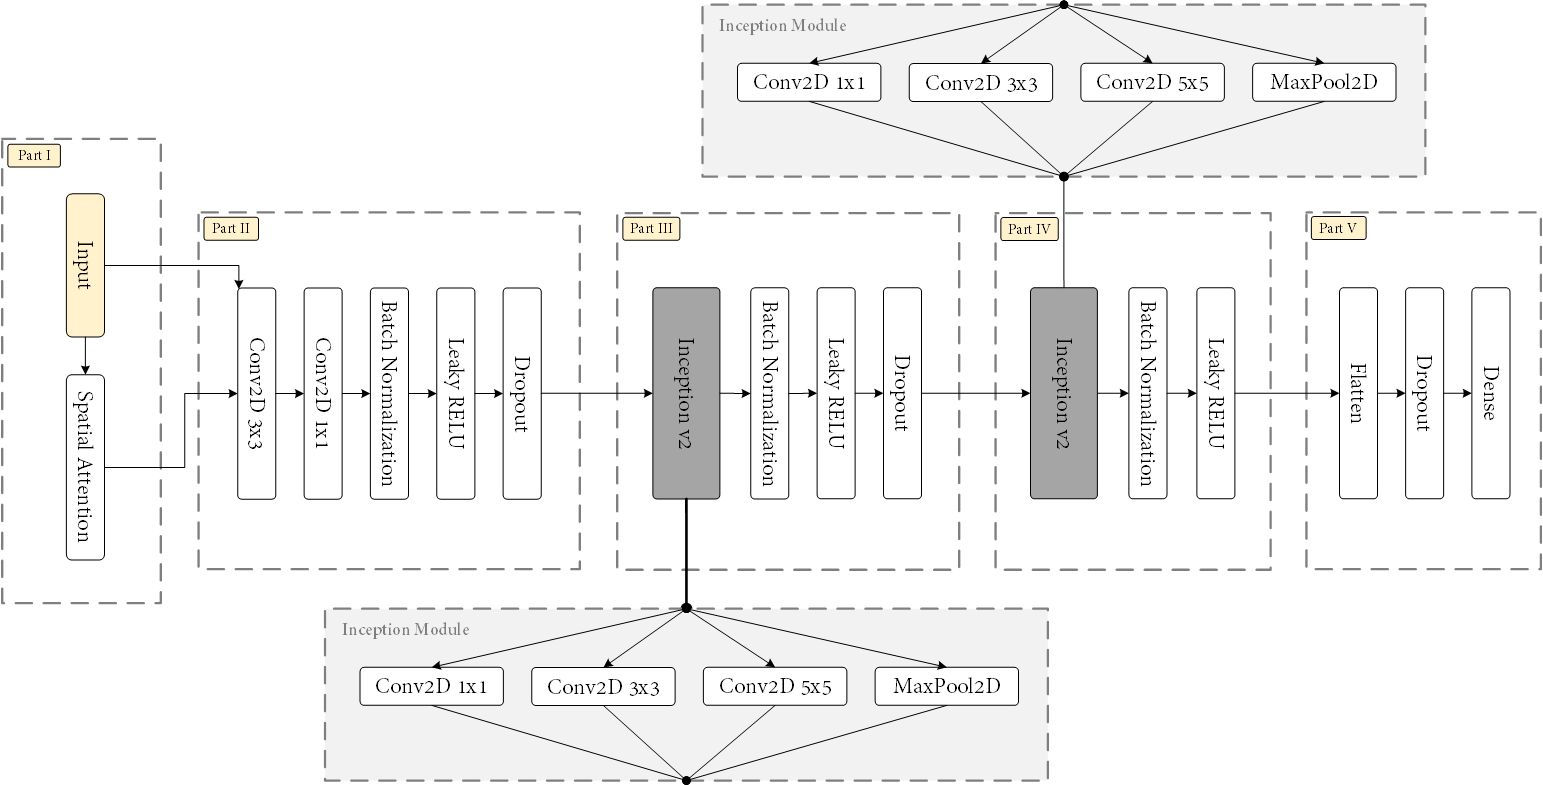 Inception Module
Conv2D 1x1
Conv2D 3x3
Conv2D 5x5
MaxPool2D
Part I
Input
Spatial Attention
Part II
Conv2D 3x3
Conv2D 1x1
Batch Normalization
Leaky RELU
Dropout
Part III
Inception v2
Batch Normalization
Leaky RELU
Dropout
Part IV
Inception v2
Batch Normalization
Leaky RELU
Part V
Flatten
Dropout
Dense
Inception Module
Conv2D 1x1
Conv2D 3x3
Conv2D 5x5
MaxPool2D